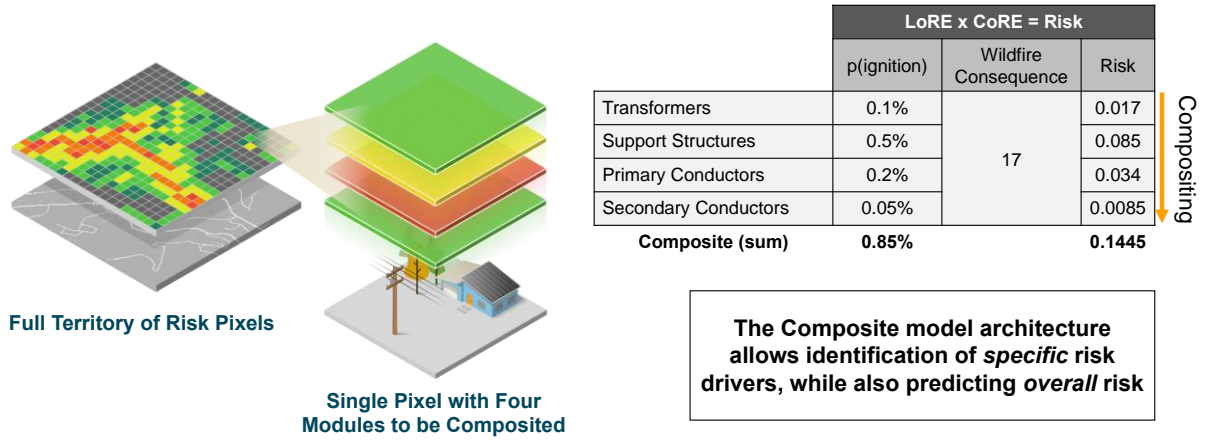 LoRE x CoRE = Risk
p(ignition)
Wildfire
Consequence
Risk
Transformers 0.1% 0.017
Support Structures 0.5% 0.085
17
Primary Conductors 0.2% 0.034
Secondary Conductors 0.05% 0.0085
Composite (sum) 0.85% 0.1445
Compositing
Full Territory of Risk Pixels
Single Pixel with Four
Modules to be Composited
The Composite model architecture
allows identification of specific risk
drivers, while also predicting overall risk